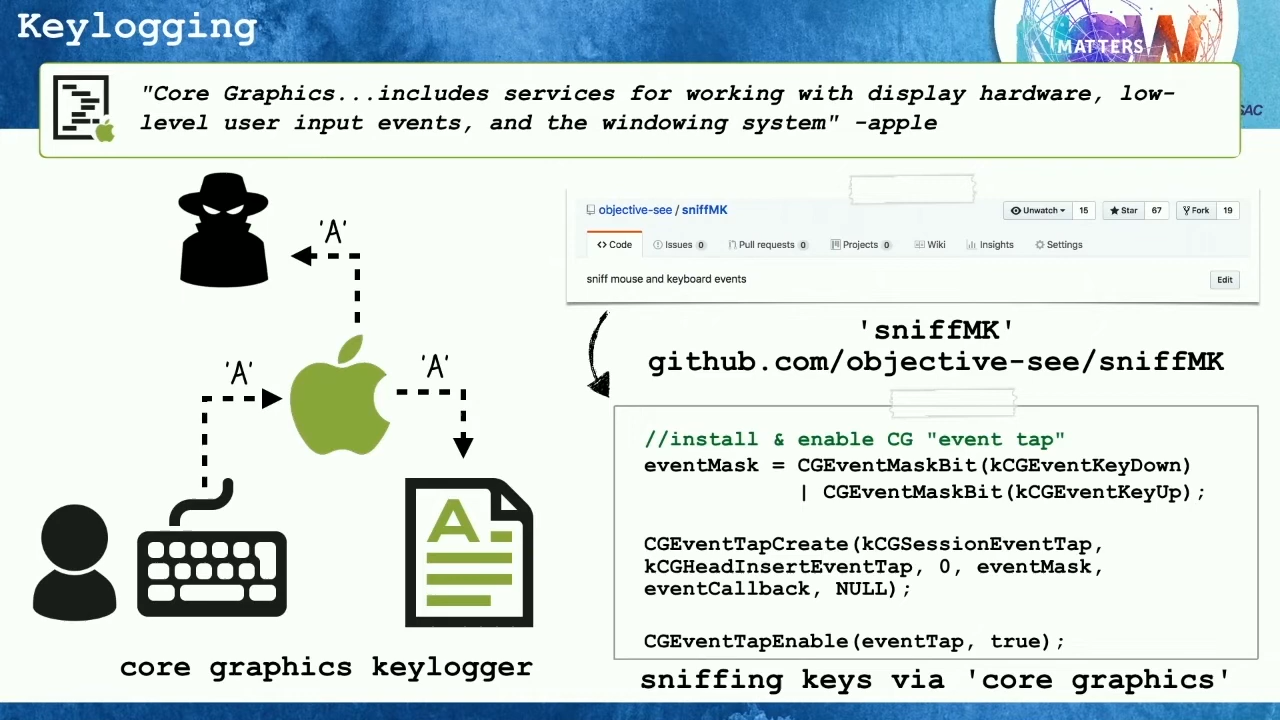 Keylogging
MATTERS
"Core Graphics...includes services for working with display hardware, low-
level user input events, and the windowing system" -apple
'A'
'A'
'A'
A
core graphics keylogger
objective-see / sniffMK
Unwatch 15 Star 67 Fork 19
Code Issues 0 Pull requests 0 Projects 0 Wiki Insights Settings
sniff mouse and keyboard events Edit
'sniffMK'
github.com/objective-see/sniffMK
//install & enable CG "event tap"
eventMask = CGEventMaskBit(kCGEventKeyDown)
| CGEventMaskBit(kCGEventKeyUp);
CGEventTapCreate(kCGSessionEventTap,
kCGHeadInsertEventTap, 0, eventMask,
eventCallback, NULL);
CGEventTapEnable(eventTap, true);
sniffing keys via 'core graphics'